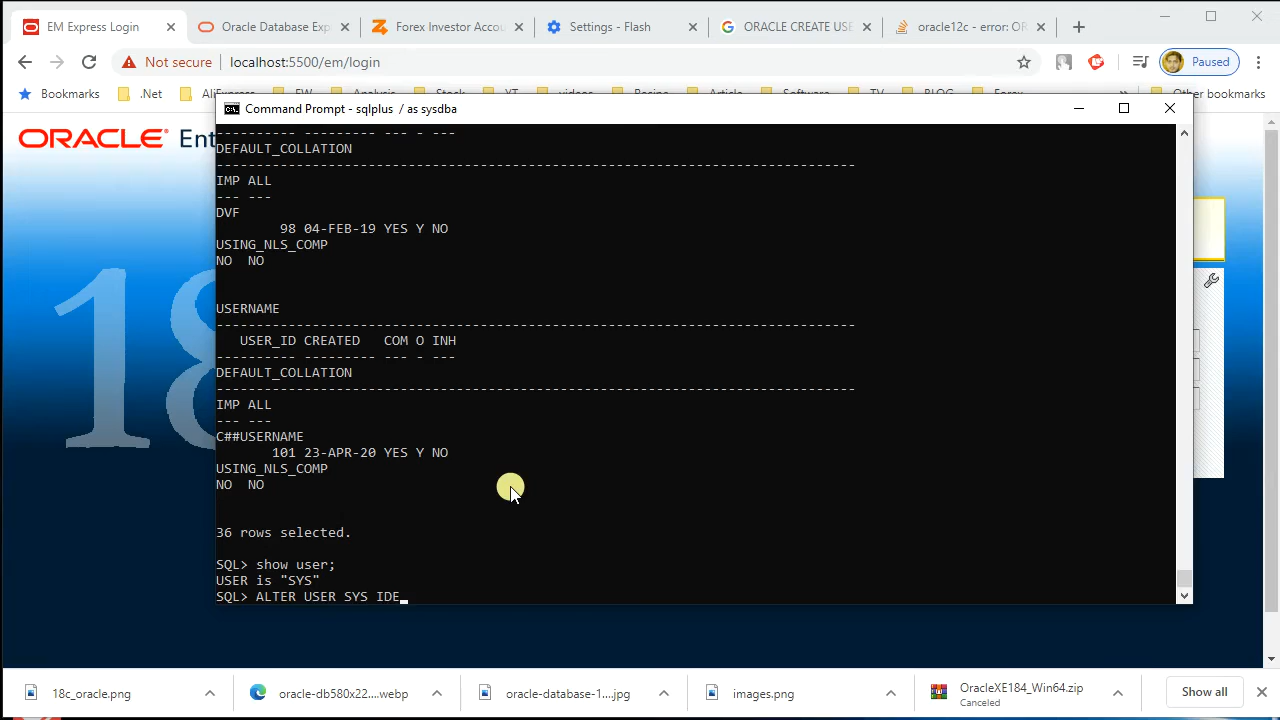 EM Express Login
Oracle Database Exp
Forex Investor Accou
Settings - Flash
ORACLE CREATE USE
oracle12c - error: OR
Not secure
localhost:5500/em/login
Paused
Bookmarks
.Net
Other bookmarks
ORACLE Ent
18
Command Prompt - sqlplus / as sysdba
---------- --------- --- - ---
DEFAULT_COLLATION
--------------------------------------------------------------------------------
IMP ALL
--- ---
DVF
98 04-FEB-19 YES Y NO
USING_NLS_COMP
NO NO
USERNAME
--------------------------------------------------------------------------------
USER_ID CREATED COM O INH
---------- --------- --- - ---
DEFAULT_COLLATION
--------------------------------------------------------------------------------
IMP ALL
--- ---
C##USERNAME
101 23-APR-20 YES Y NO
USING_NLS_COMP
NO NO
36 rows selected.
SQL> show user;
USER is "SYS"
SQL> ALTER USER SYS IDE
18c_oracle.png
oracle-db580x22....webp
oracle-database-1....jpg
images.png
OracleXE184_Win64.zip
Canceled
Show all